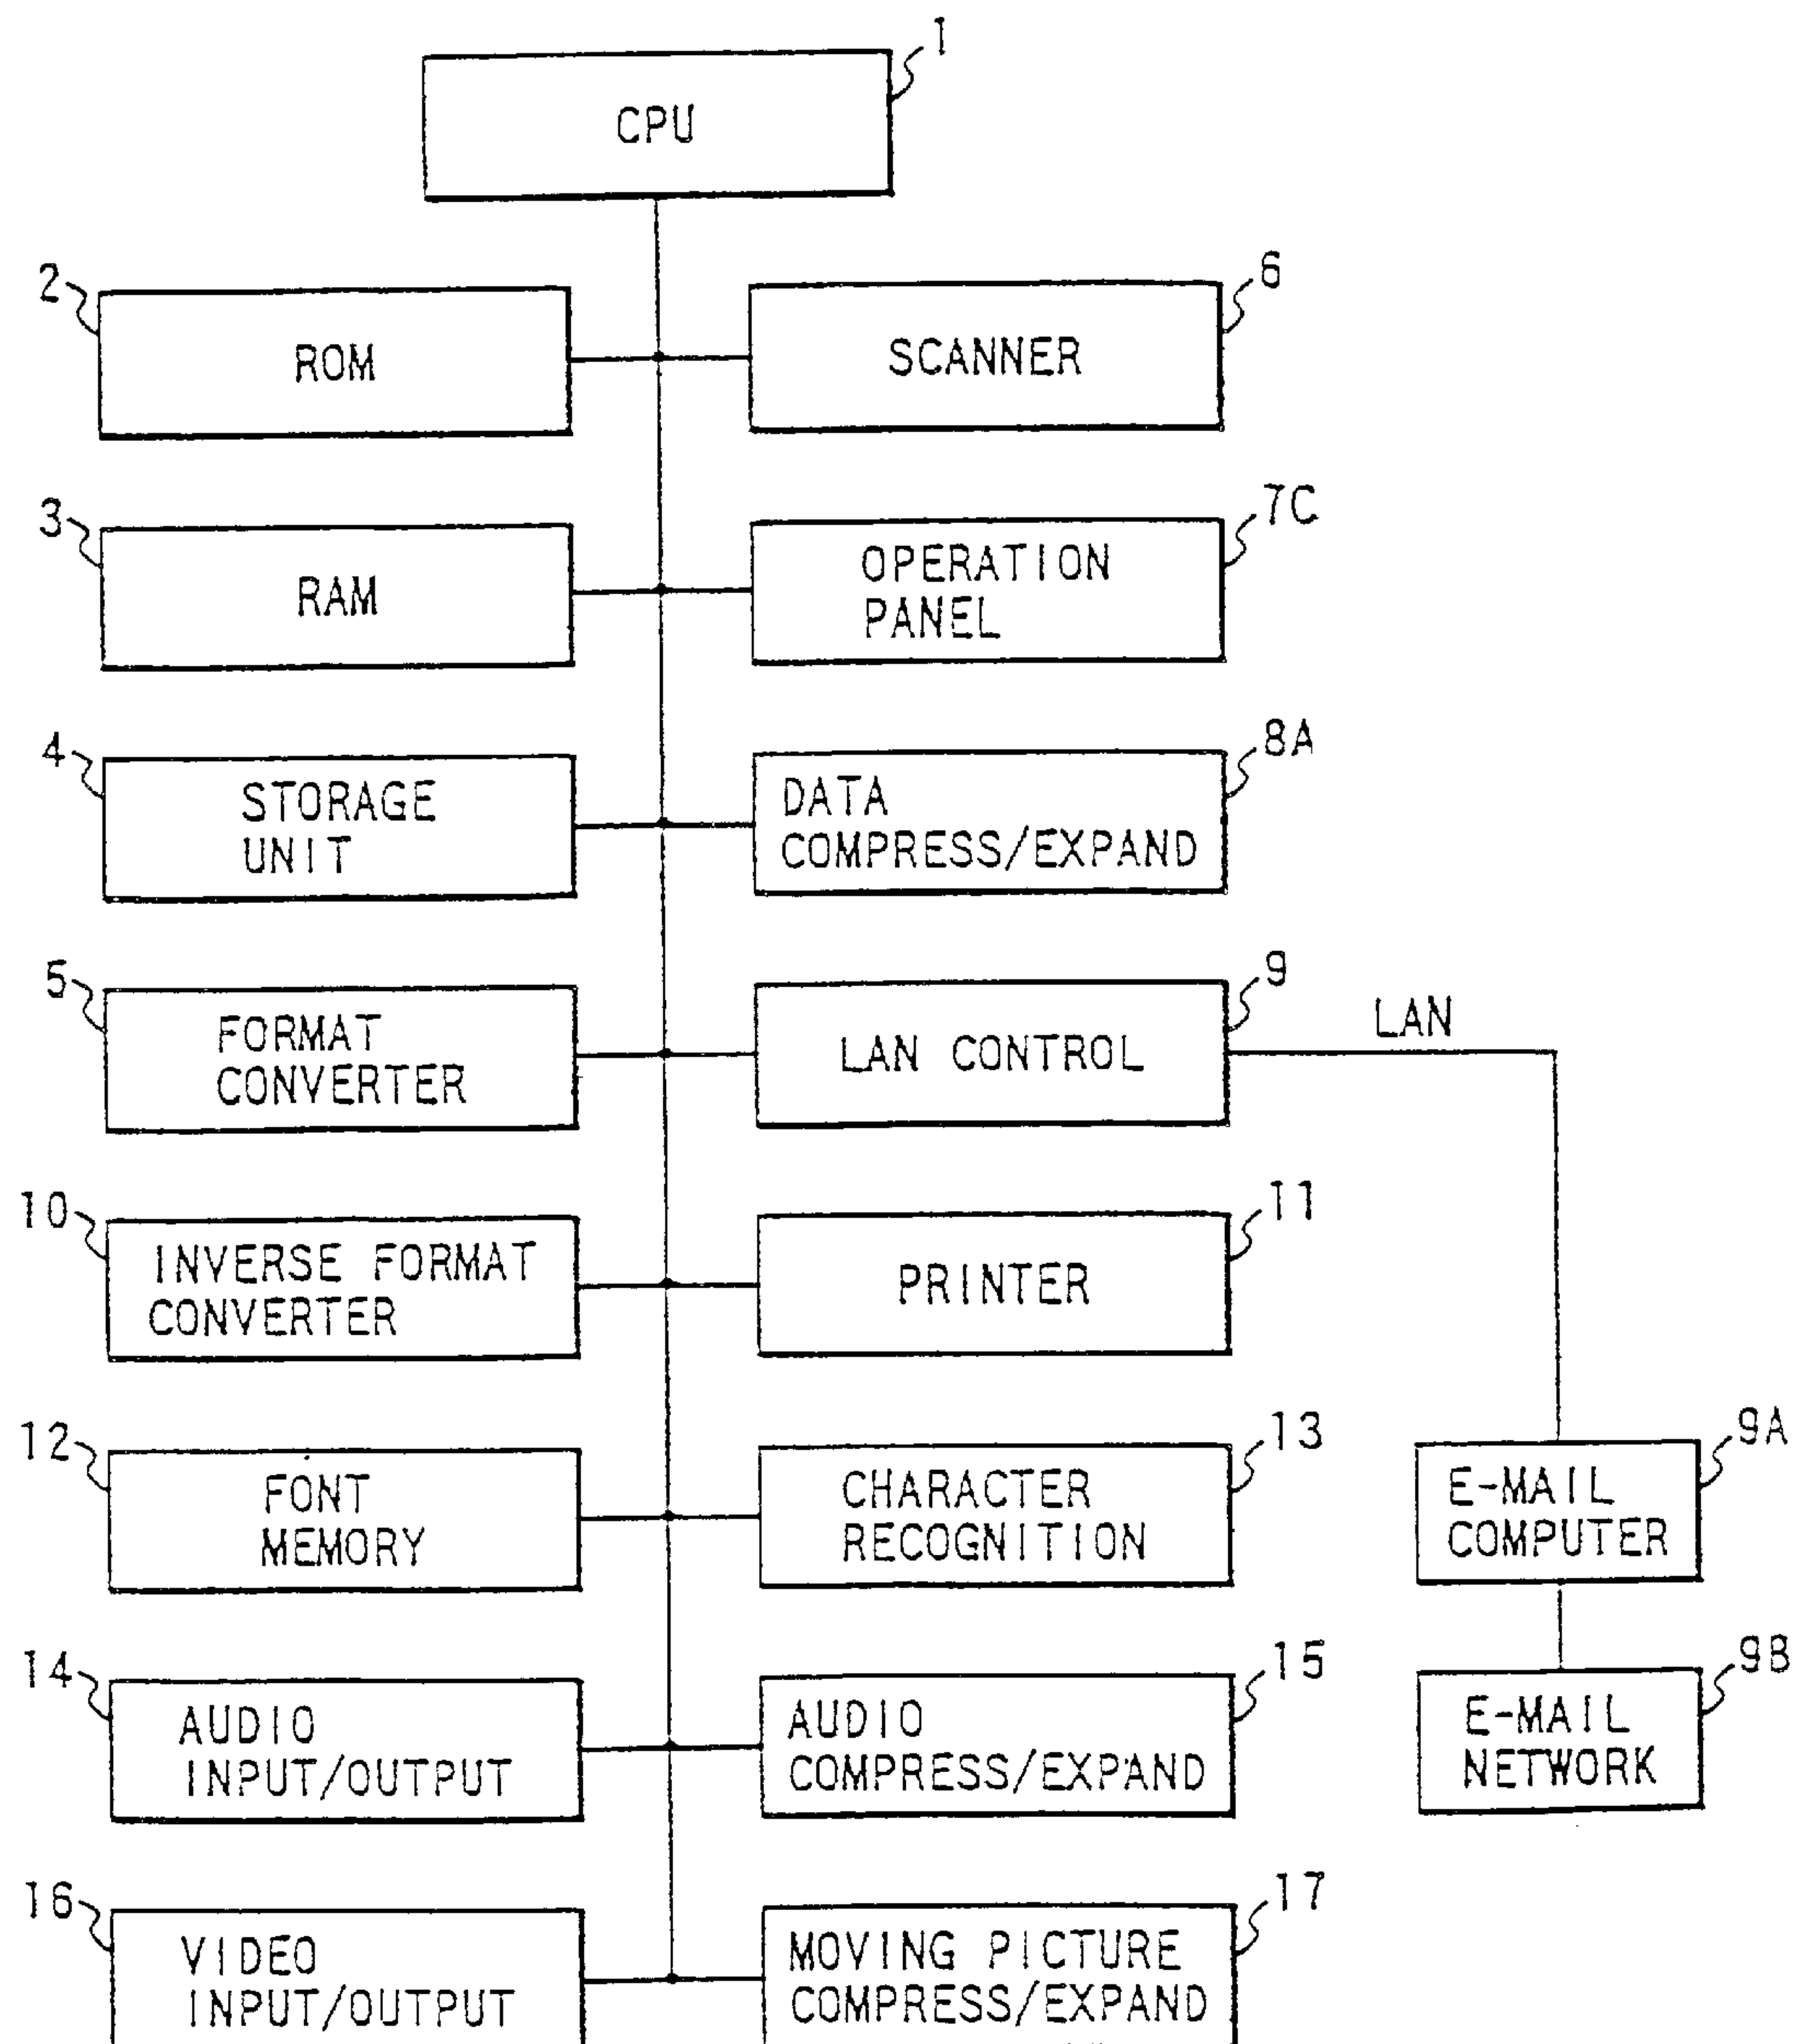 1
CPU
2
ROM
6
SCANNER
3
RAM
7C
OPERATION
PANEL
4
STORAGE
UNIT
8A
DATA
COMPRESS/EXPAND
5
FORMAT
CONVERTER
9
LAN CONTROL
LAN
10
INVERSE FORMAT
CONVERTER
11
PRINTER
12
FONT
MEMORY
13
CHARACTER
RECOGNITION
9A
E-MAIL
COMPUTER
14
AUDIO
INPUT/OUTPUT
15
AUDIO
COMPRESS/EXPAND
9B
E-MAIL
NETWORK
16
VIDEO
INPUT/OUTPUT
17
MOVING PICTURE
COMPRESS/EXPAND